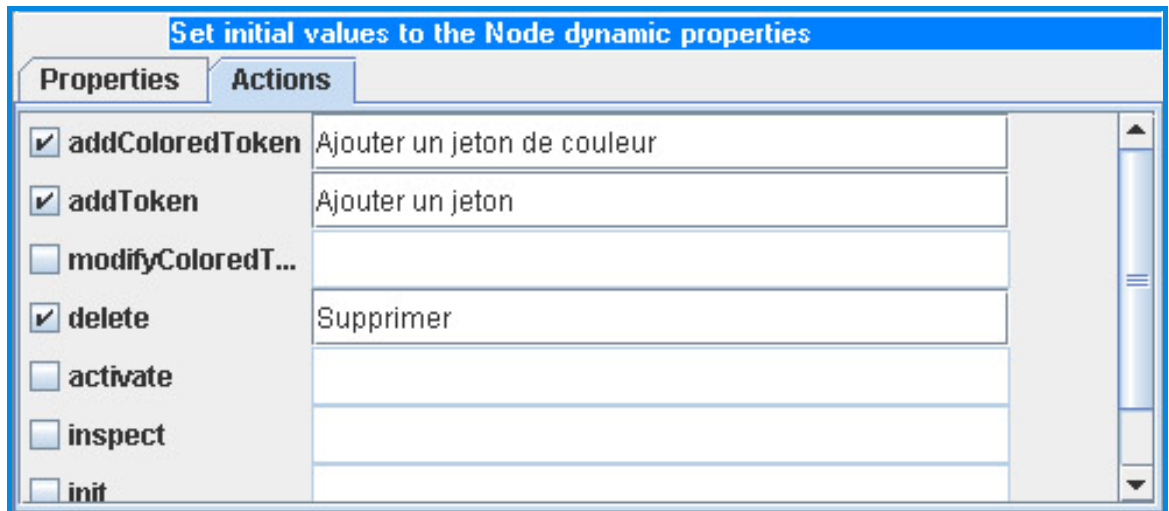 Set initial values to the Node dynamic properties
Properties Actions
addColoredToken Ajouter un jeton de couleur
addToken Ajouter un jeton
modifyColoredT...
delete Supprimer
activate
inspect
init